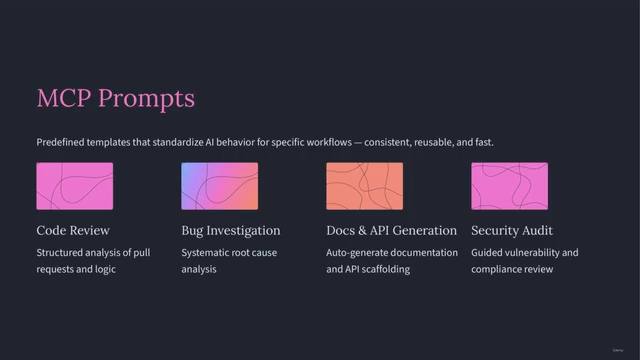 MCP Prompts
Predefined templates that standardize AI behavior for specific workflows — consistent, reusable, and fast.
Code Review
Structured analysis of pull
requests and logic
Bug Investigation
Systematic root cause
analysis
Docs & API Generation
Auto-generate documentation
and API scaffolding
Security Audit
Guided vulnerability and
compliance review